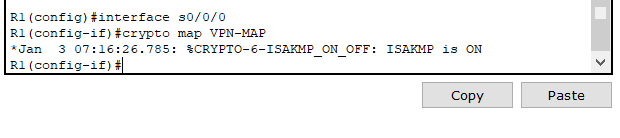 R1(config)#interface s0/0/0
R1(config-if)#crypto map VPN-MAP
*Jan  3 07:16:26.785: %CRYPTO-6-ISAKMP_ON_OFF: ISAKMP is ON
R1(config-if)#
Copy
Paste